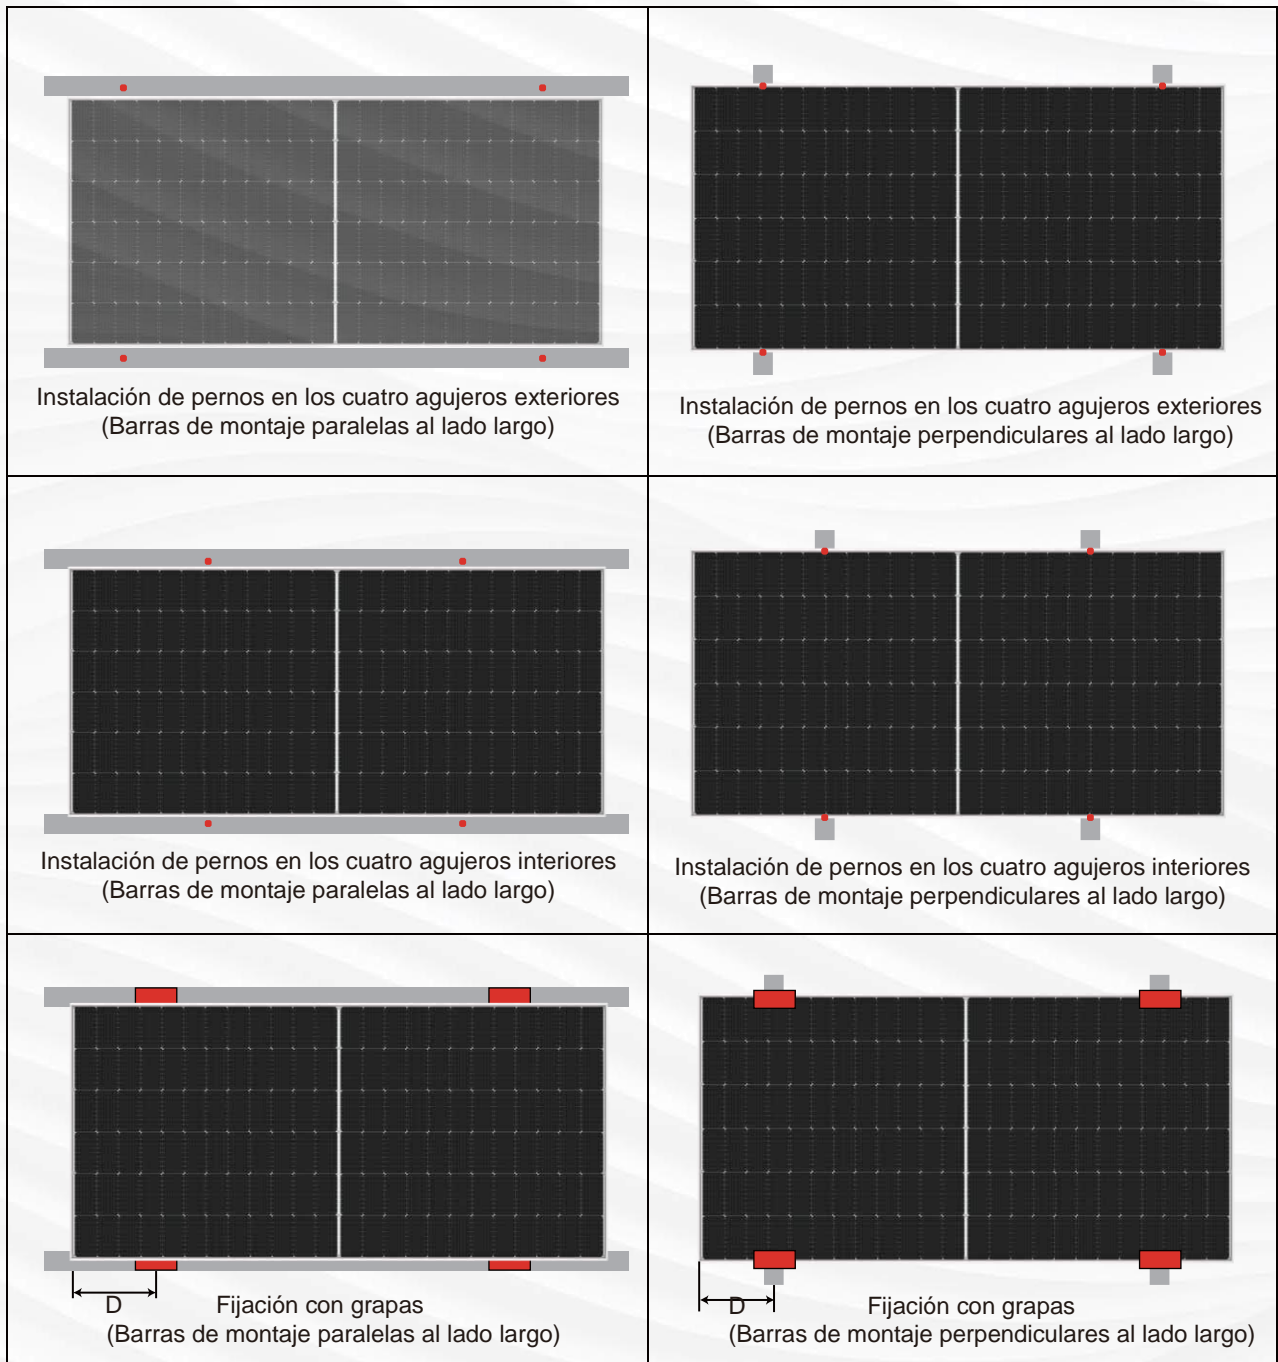 Instalación de pernos en los cuatro agujeros exteriores
(Barras de montaje paralelas al lado largo)
Instalación de pernos en los cuatro agujeros exteriores
(Barras de montaje perpendiculares al lado largo)
Instalación de pernos en los cuatro agujeros interiores
(Barras de montaje paralelas al lado largo)
Instalación de pernos en los cuatro agujeros interiores
(Barras de montaje perpendiculares al lado largo)
D
Fijación con grapas
(Barras de montaje paralelas al lado largo)
D
Fijación con grapas
(Barras de montaje perpendiculares al lado largo)